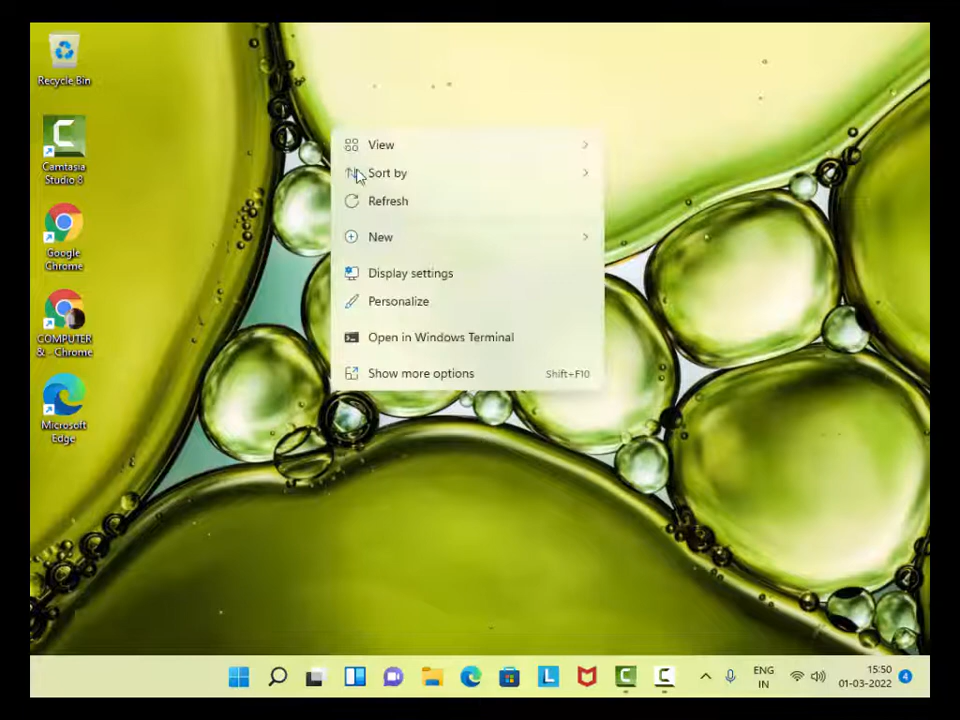 Recycle Bin
Camtasia
Studio 8
Google
Chrome
COMPUTER
& - Chrome
Microsoft
Edge
View
Sort by
Refresh
New
Display settings
Personalize
Open in Windows Terminal
Show more options Shift+F10
ENG
IN
15:50
01-03-2022
4